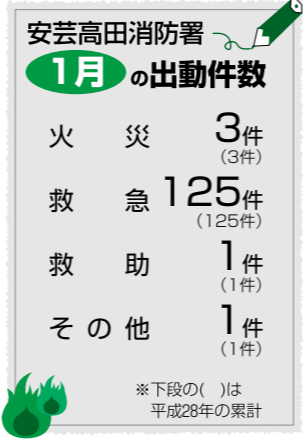 安芸高田消防署
1月の出動件数
火災 3件
(3件)
救急 125件
(125件)
救助 1件
(1件)
その他 1件
(1件)
※下段の( )は
平成28年の累計